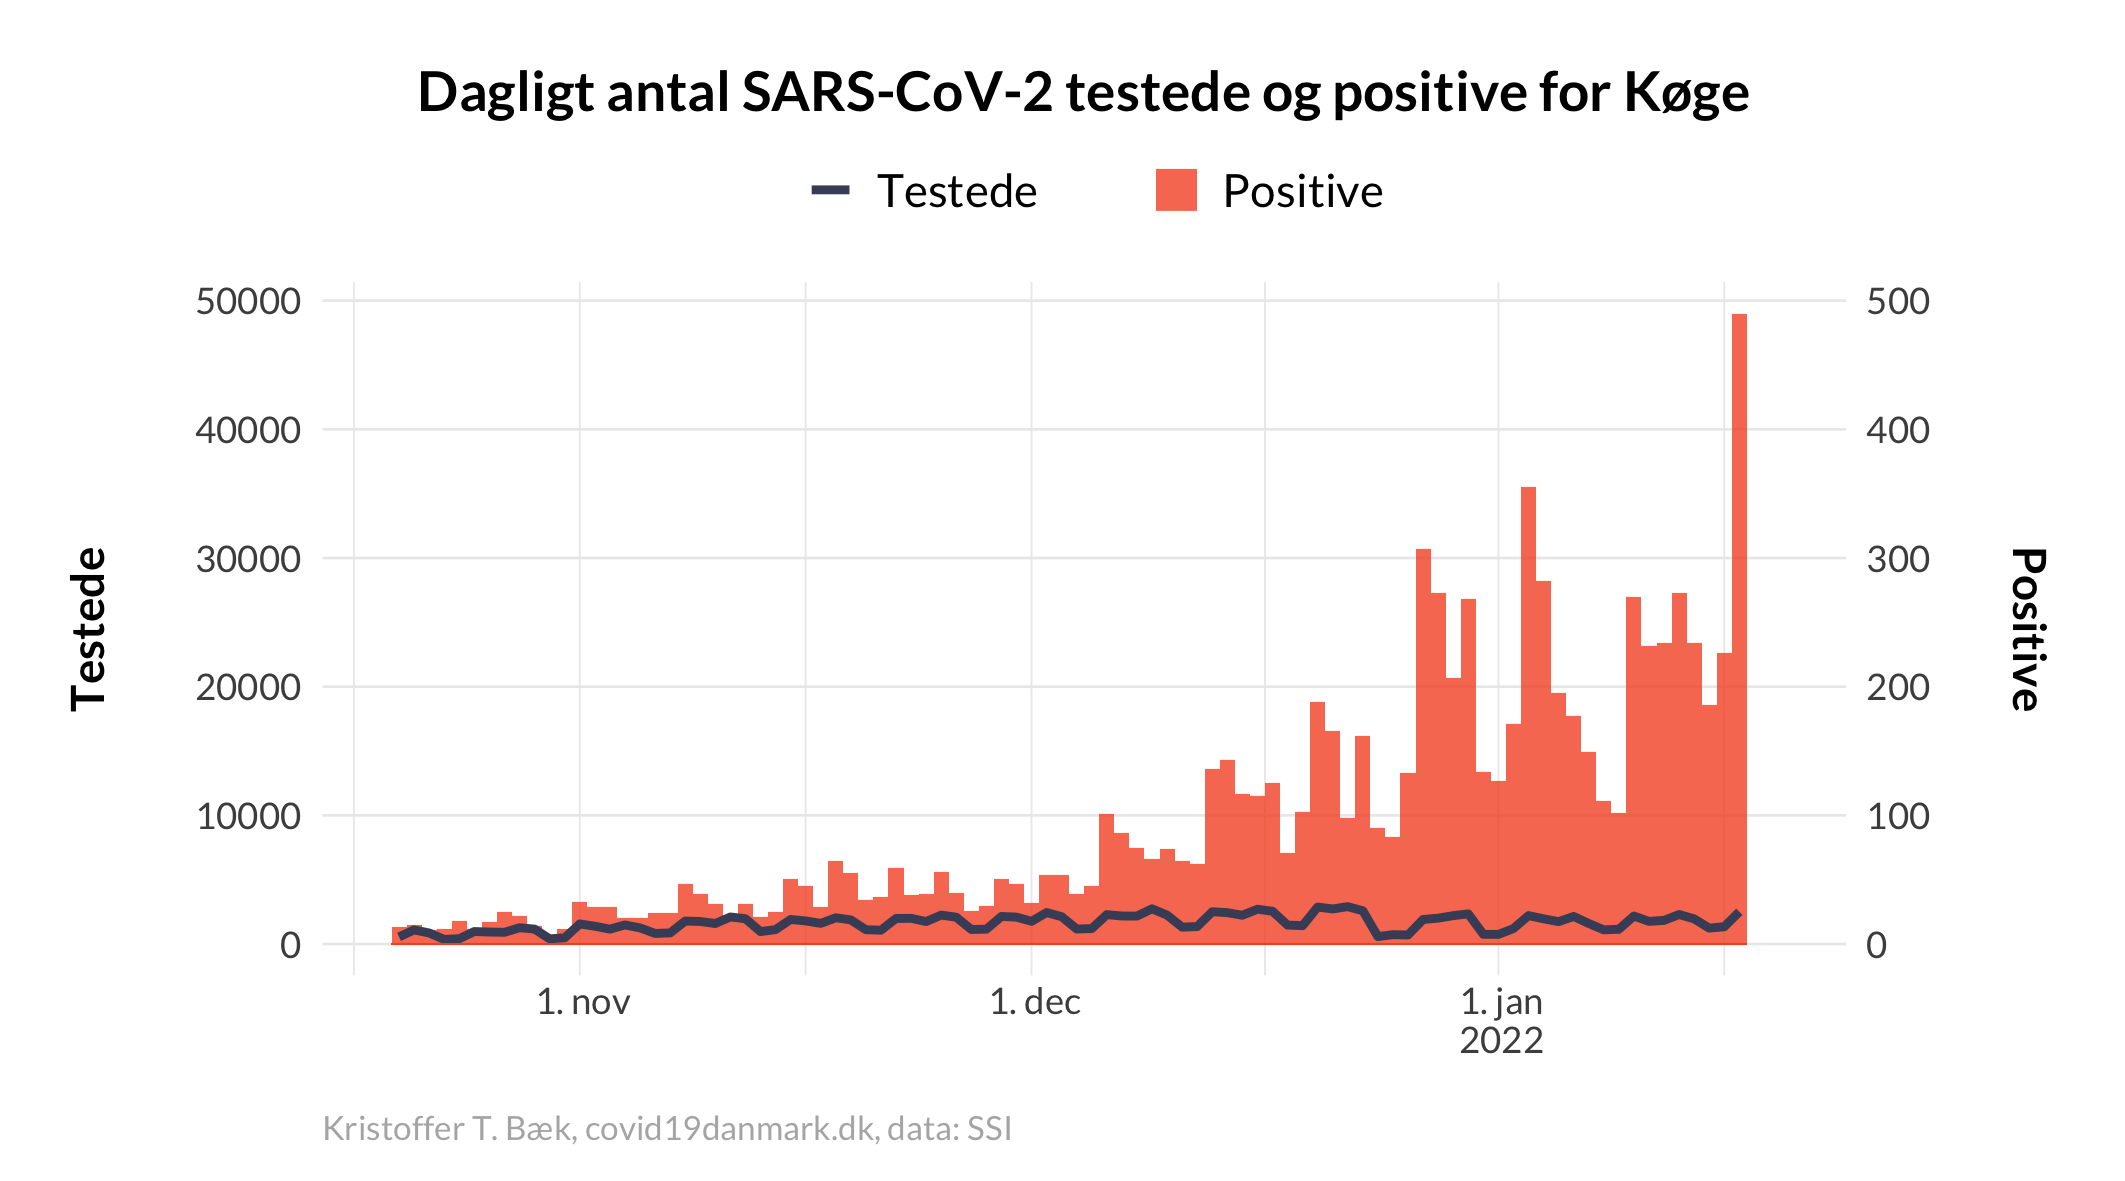 Dagligt antal SARS-CoV-2 testede og positive for Køge
Testede
Positive
50000
40000
30000
20000
10000
0
Testede
500
400
300
200
100
0
Positive
1. nov
1. dec
1. jan
2022
Kristoffer T. Bæk, covid19danmark.dk, data: SSI